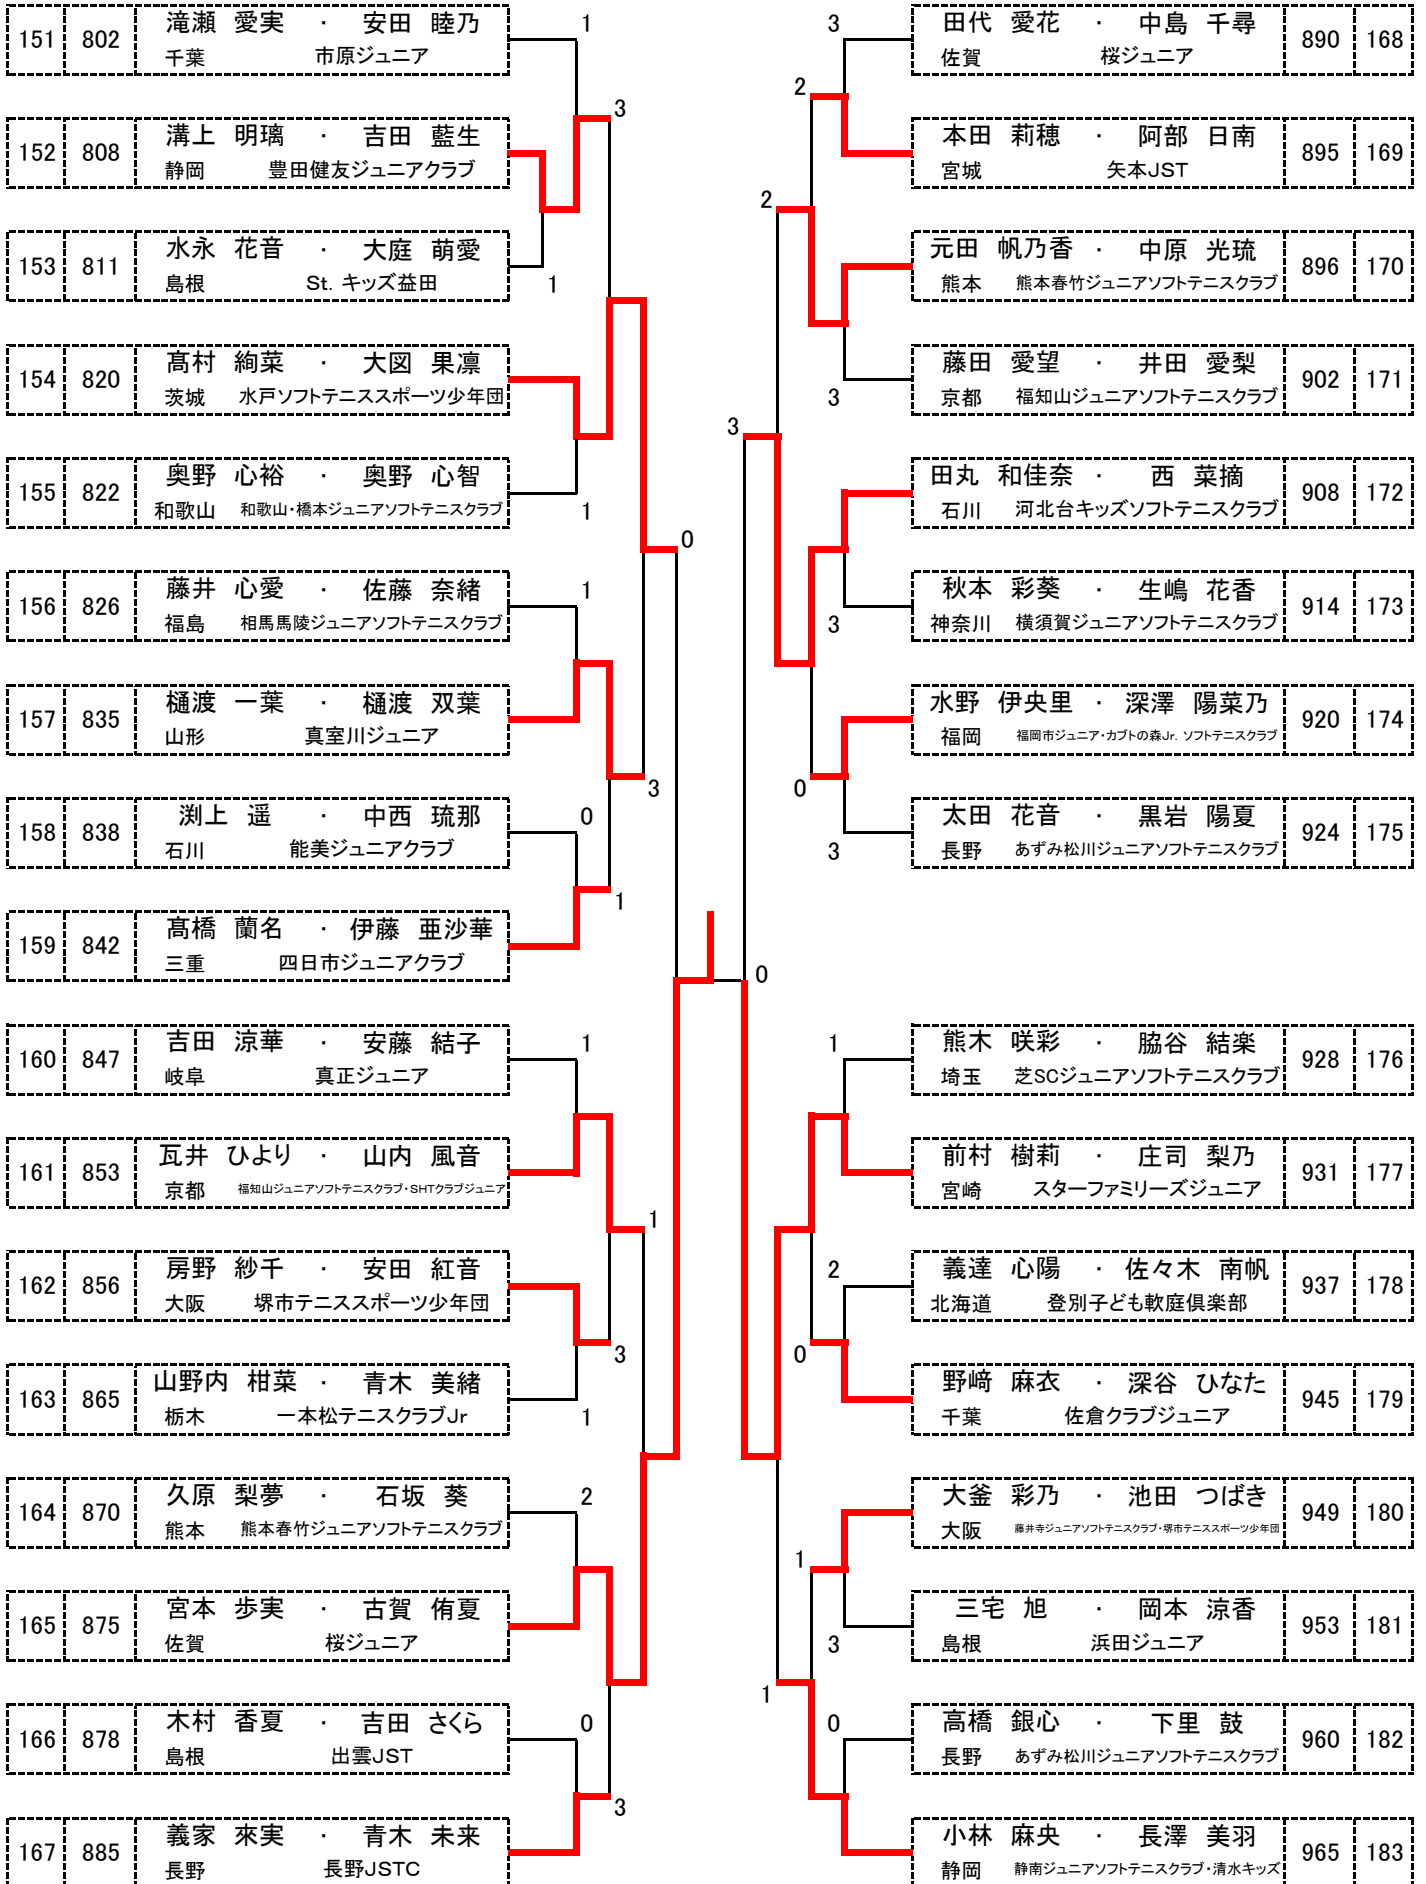 151 802 滝瀬 愛実 ・ 安田 睦乃
千葉 市原ジュニア
1
152 808 溝上 明璃 ・ 吉田 藍生
静岡 豊田健友ジュニアクラブ
3
153 811 水永 花音 ・ 大庭 萌愛
島根 St. キッズ益田
1
154 820 髙村 絢菜 ・ 大図 果凛
茨城 水戸ソフトテニススポーツ少年団
155 822 奥野 心裕 ・ 奥野 心智
和歌山 和歌山・橋本ジュニアソフトテニスクラブ
1
0
156 826 藤井 心愛 ・ 佐藤 奈緒
福島 相馬馬陵ジュニアソフトテニスクラブ
1
157 835 樋渡 一葉 ・ 樋渡 双葉
山形 真室川ジュニア
3
158 838 渕上 遥 ・ 中西 琉那
石川 能美ジュニアクラブ
0
1
159 842 髙橋 蘭名 ・ 伊藤 亜沙華
三重 四日市ジュニアクラブ
160 847 吉田 涼華 ・ 安藤 結子
岐阜 真正ジュニア
1
161 853 瓦井 ひより ・ 山内 風音
京都 福知山ジュニアソフトテニスクラブ・SHTクラブジュニア
1
162 856 房野 紗千 ・ 安田 紅音
大阪 堺市テニススポーツ少年団
3
163 865 山野内 柑菜 ・ 青木 美緒
栃木 一本松テニスクラブJr
1
164 870 久原 梨夢 ・ 石坂 葵
熊本 熊本春竹ジュニアソフトテニスクラブ
2
165 875 宮本 歩実 ・ 古賀 侑夏
佐賀 桜ジュニア
166 878 木村 香夏 ・ 吉田 さくら
島根 出雲JST
0
3
167 885 義家 來実 ・ 青木 未来
長野 長野JSTC
3
田代 愛花 ・ 中島 千尋 890 168
佐賀 桜ジュニア
2
本田 莉穂 ・ 阿部 日南 895 169
宮城 矢本JST
2
元田 帆乃香 ・ 中原 光琉 896 170
熊本 熊本春竹ジュニアソフトテニスクラブ
藤田 愛望 ・ 井田 愛梨 902 171
京都 福知山ジュニアソフトテニスクラブ
3
3
田丸 和佳奈 ・ 西 菜摘 908 172
石川 河北台キッズソフトテニスクラブ
秋本 彩葵 ・ 生嶋 花香 914 173
神奈川 横須賀ジュニアソフトテニスクラブ
3
水野 伊央里 ・ 深澤 陽菜乃 920 174
福岡 福岡市ジュニア・カブトの森Jr. ソフトテニスクラブ
0
太田 花音 ・ 黒岩 陽夏 924 175
長野 あずみ松川ジュニアソフトテニスクラブ
3
0
1
熊木 咲彩 ・ 脇谷 結楽 928 176
埼玉 芝SCジュニアソフトテニスクラブ
前村 樹莉 ・ 庄司 梨乃 931 177
宮崎 スターファミリーズジュニア
2
義達 心陽 ・ 佐々木 南帆 937 178
北海道 登別子ども軟庭倶楽部
0
野﨑 麻衣 ・ 深谷 ひなた 945 179
千葉 佐倉クラブジュニア
大釜 彩乃 ・ 池田 つばき 949 180
大阪 藤井寺ジュニアソフトテニスクラブ・堺市テニススポーツ少年団
1
三宅 旭 ・ 岡本 涼香 953 181
島根 浜田ジュニア
3
1
0
高橋 銀心 ・ 下里 鼓 960 182
長野 あずみ松川ジュニアソフトテニスクラブ
小林 麻央 ・ 長澤 美羽 965 183
静岡 静南ジュニアソフトテニスクラブ・清水キッズ